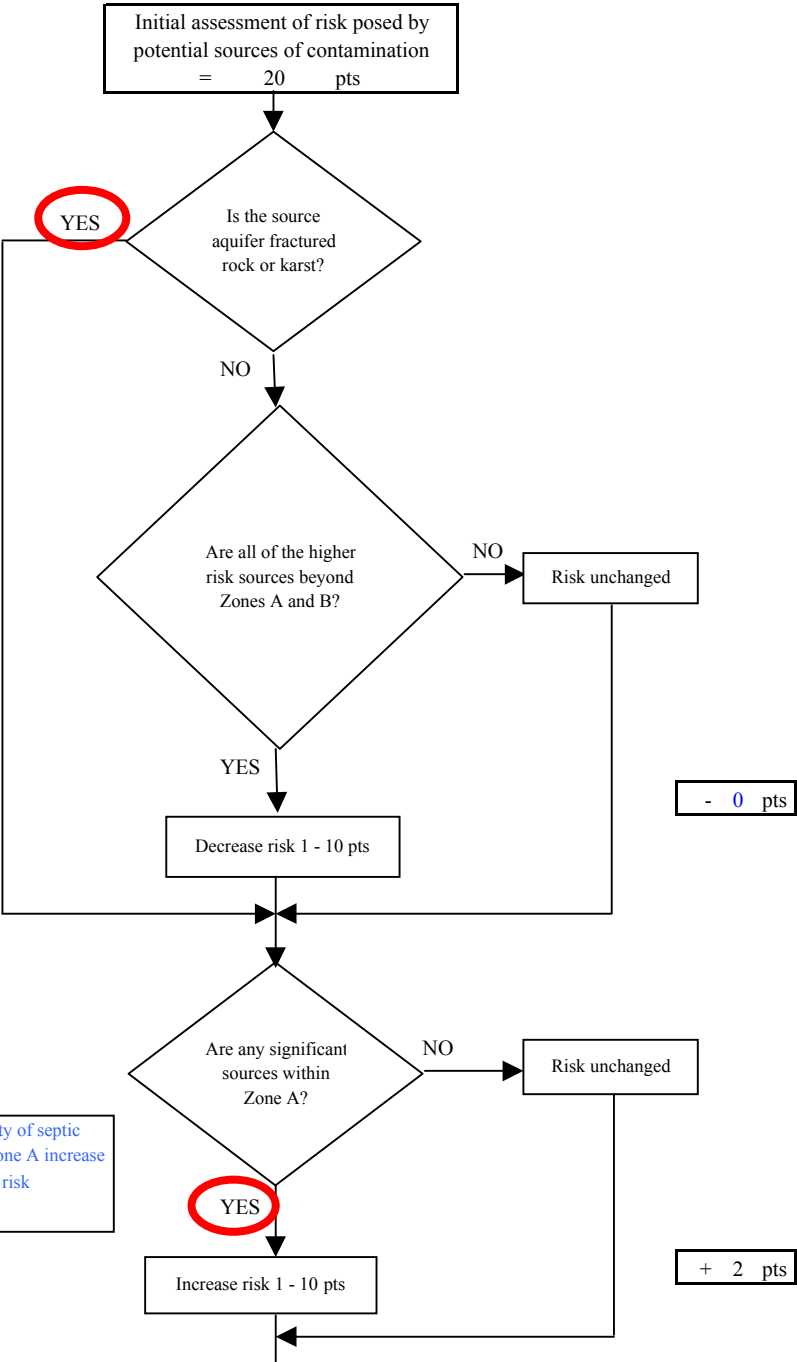 Initial assessment of risk posed by
potential sources of contamination
= 20 pts
YES
Is the source
aquifer fractured
rock or karst?
NO
Are all of the higher
risk sources beyond
Zones A and B?
NO
Risk unchanged
YES
- 0 pts
Decrease risk 1 - 10 pts
Are any significant
sources within
Zone A?
NO
Risk unchanged
ty of septic
one A increase
risk
YES
+ 2 pts
Increase risk 1 - 10 pts